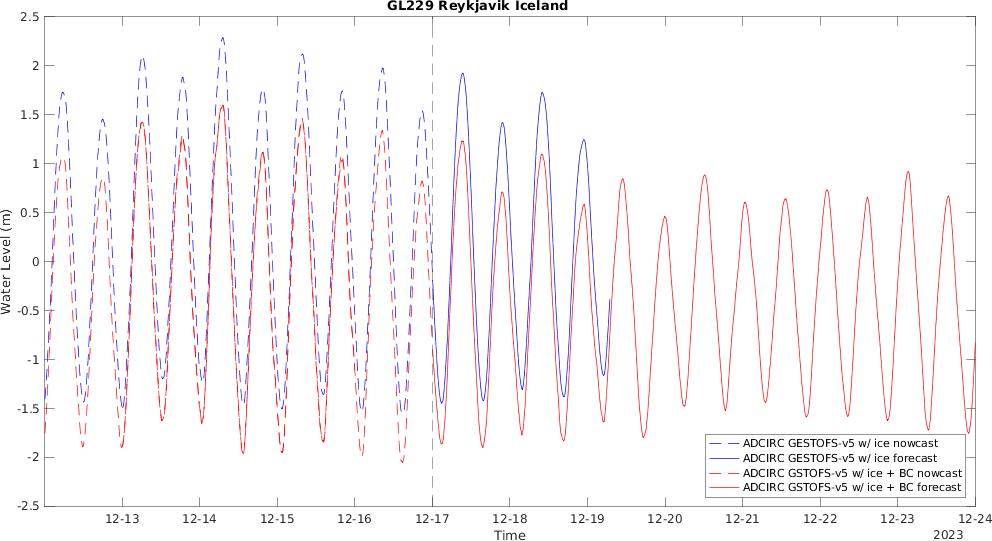 GL229 Reykjavik Iceland
2.5
2
1.5
1
0.5
0
-0.5
-1
-1.5
-2
-2.5
Water Level (m)
ADCIRC GESTOFS-v5 w/ ice nowcast
ADCIRC GESTOFS-v5 w/ ice forecast
ADCIRC GSTOFS-v5 w/ ice + BC nowcast
ADCIRC GSTOFS-v5 w/ ice + BC forecast
12-13 12-14 12-15 12-16 12-17 12-18 12-19 12-20 12-21 12-22 12-23 12-24
Time
2023